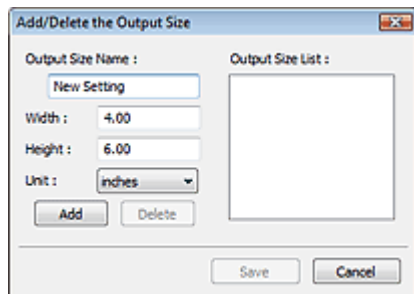 Add/Delete the Output Size
Output Size Name :
New Setting
Width :
4.00
Height :
6.00
Unit :
inches
Add
Delete
Output Size List :
Save
Cancel